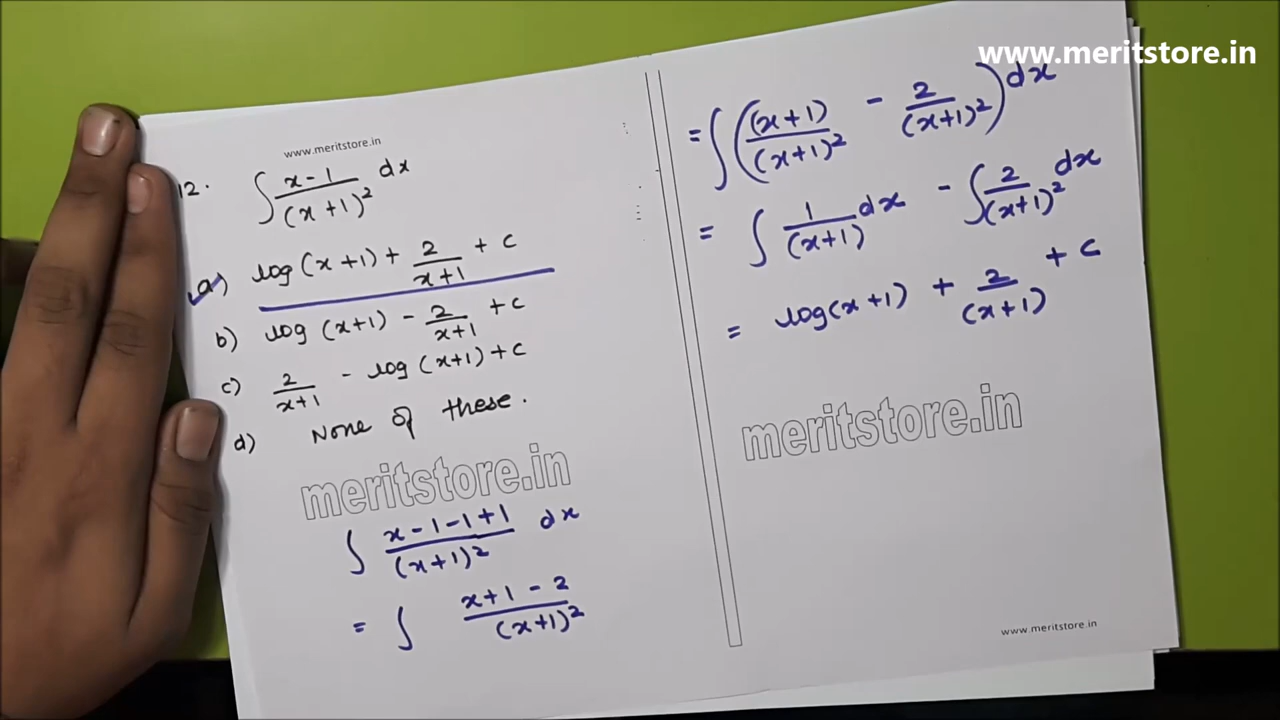 www.meritstore.in
www.meritstore.in
12. ∫ (x-1)/(x+1)² dx
a) log(x+1) + 2/(x+1) + c
b) log (x+1) - 2/(x+1) + c
c) 2/(x+1) - log (x+1) + c
d) None of these.
meritstore.in
∫ (x-1-1+1)/(x+1)² dx
= ∫ (x+1-2)/(x+1)²
= ∫ ((x+1)/(x+1)² - 2/(x+1)²) dx
= ∫ 1/(x+1) dx - ∫ 2/(x+1)² dx
= log(x+1) + 2/(x+1) + c
meritstore.in
www.meritstore.in